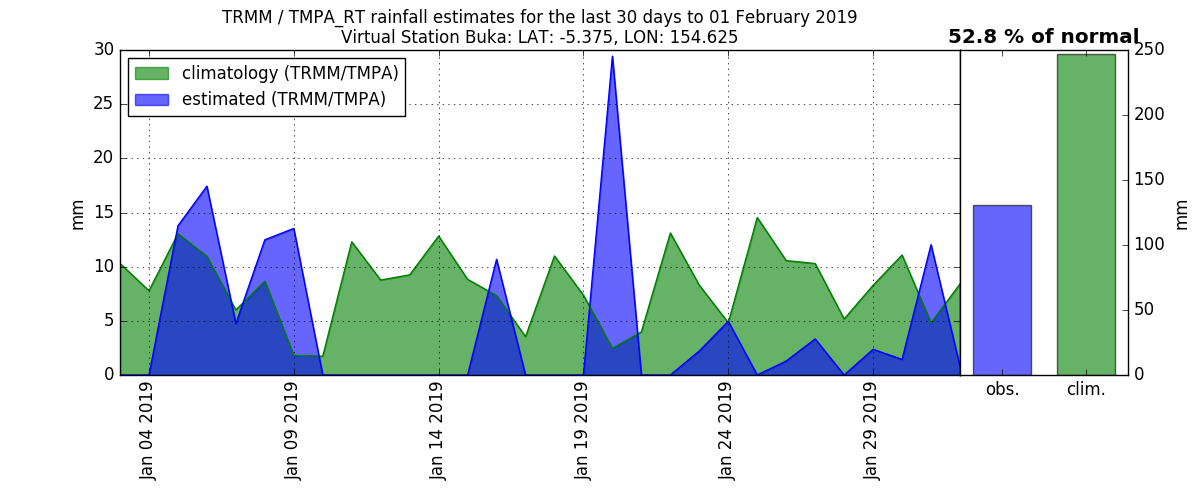 TRMM / TMPA_RT rainfall estimates for the last 30 days to 01 February 2019
Virtual Station Buka: LAT: -5.375, LON: 154.625
52.8 % of normal
climatology (TRMM/TMPA)
estimated (TRMM/TMPA)
mm
30
25
20
15
10
5
0
Jan 04 2019
Jan 09 2019
Jan 14 2019
Jan 19 2019
Jan 24 2019
Jan 29 2019
obs.
clim.
250
200
150
100
50
0
mm